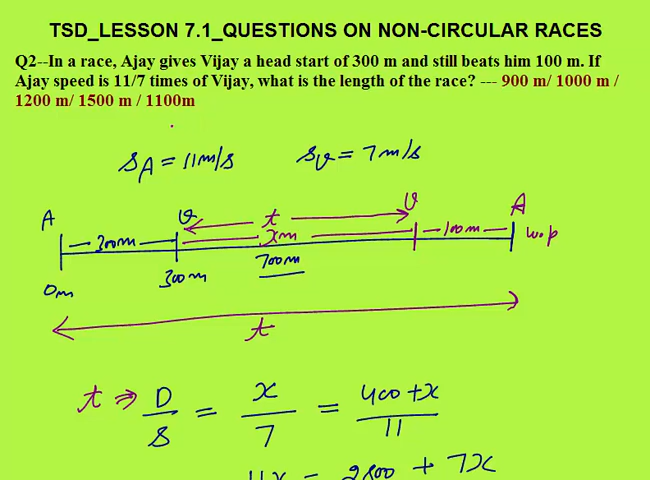 TSD_LESSON 7.1_QUESTIONS ON NON-CIRCULAR RACES
Q2--In a race, Ajay gives Vijay a head start of 300 m and still beats him 100 m. If
Ajay speed is 11/7 times of Vijay, what is the length of the race? --- 900 m/ 1000 m /
1200 m/ 1500 m / 1100m
SA = 11m/s SV = 7m/s
A V t V A
300m x m 100m W.P
0m 300m 700m
t
t ⇒ D/S = x/7 = 400+x/11
11x = 2800 + 7x